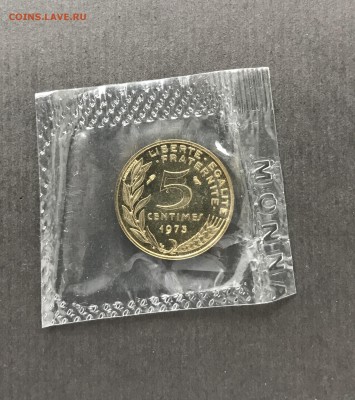 COINS.LAVE.RU
LIBERTE · EGALITE
· FRATERNITE ·
5
CENTIMES
1973
MONNA